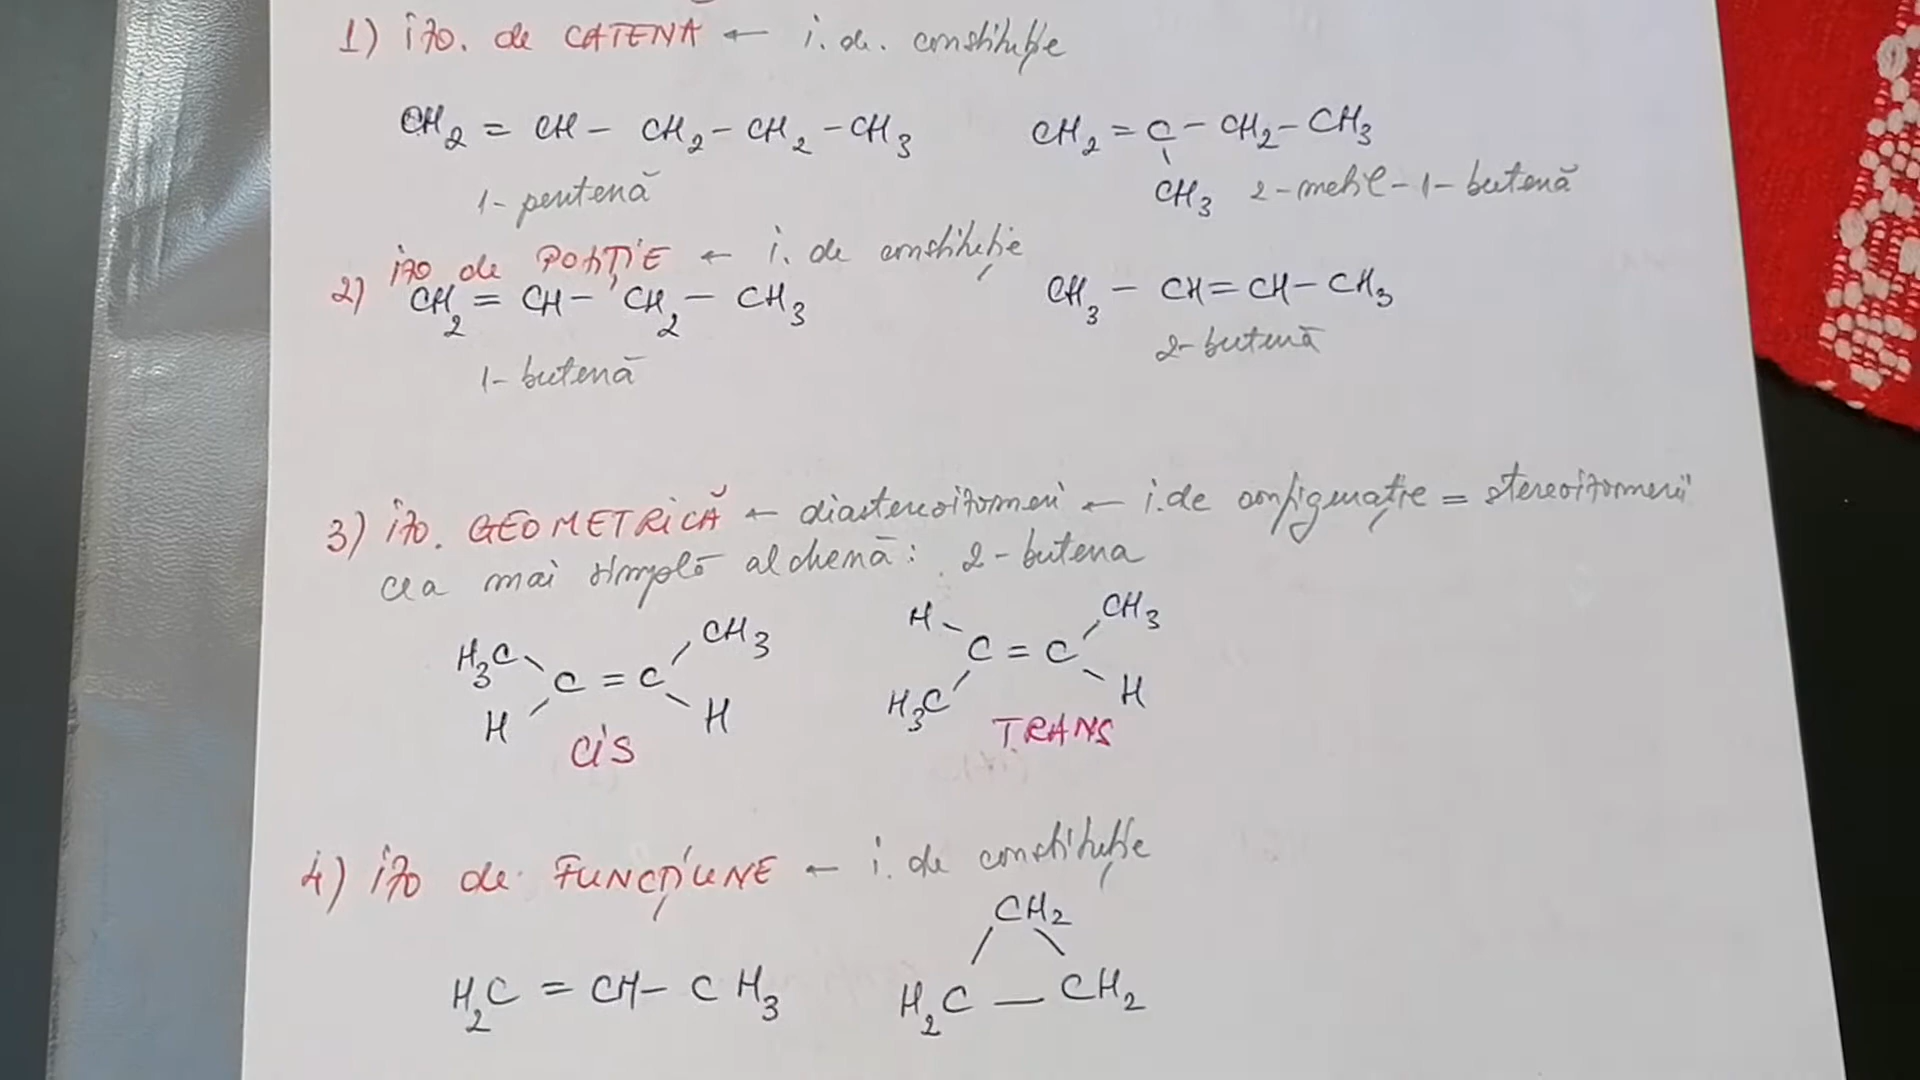 1) izo. de CATENA ← i. de. constituție
CH2 = CH – CH2 – CH2 – CH3
CH2 = C – CH2 – CH3
CH3
1- pentenă
2-metil-1-butenă
2) izo de POZIȚIE ← i. de constituție
CH2 = CH – CH2 – CH3
CH3 – CH = CH – CH3
1- butenă
2-butenă
3) izo. GEOMETRICĂ ← diastereoizomeri ← i. de configurație = stereoizomerii
cea mai simplă alchenă: 2-butena
H3C CH3
C = C
H H
CIS
H CH3
C = C
H3C H
TRANS
4) izo de FUNCȚIUNE ← i. de constituție
H2C = CH – CH3
CH2
H2C — CH2